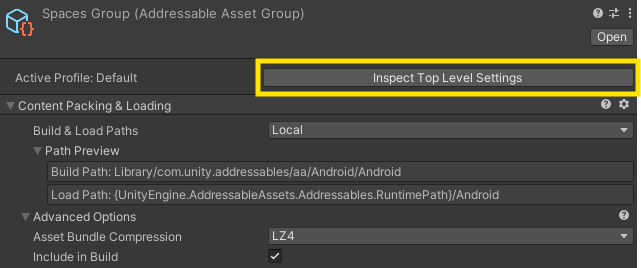 Spaces Group (Addressable Asset Group)
Open
Active Profile: Default Inspect Top Level Settings
Content Packing & Loading
Build & Load Paths Local
Path Preview
Build Path: Library/com.unity.addressables/aa/Android/Android
Load Path: {UnityEngine.AddressableAssets.Addressables.RuntimePath}/Android
Advanced Options
Asset Bundle Compression LZ4
Include in Build